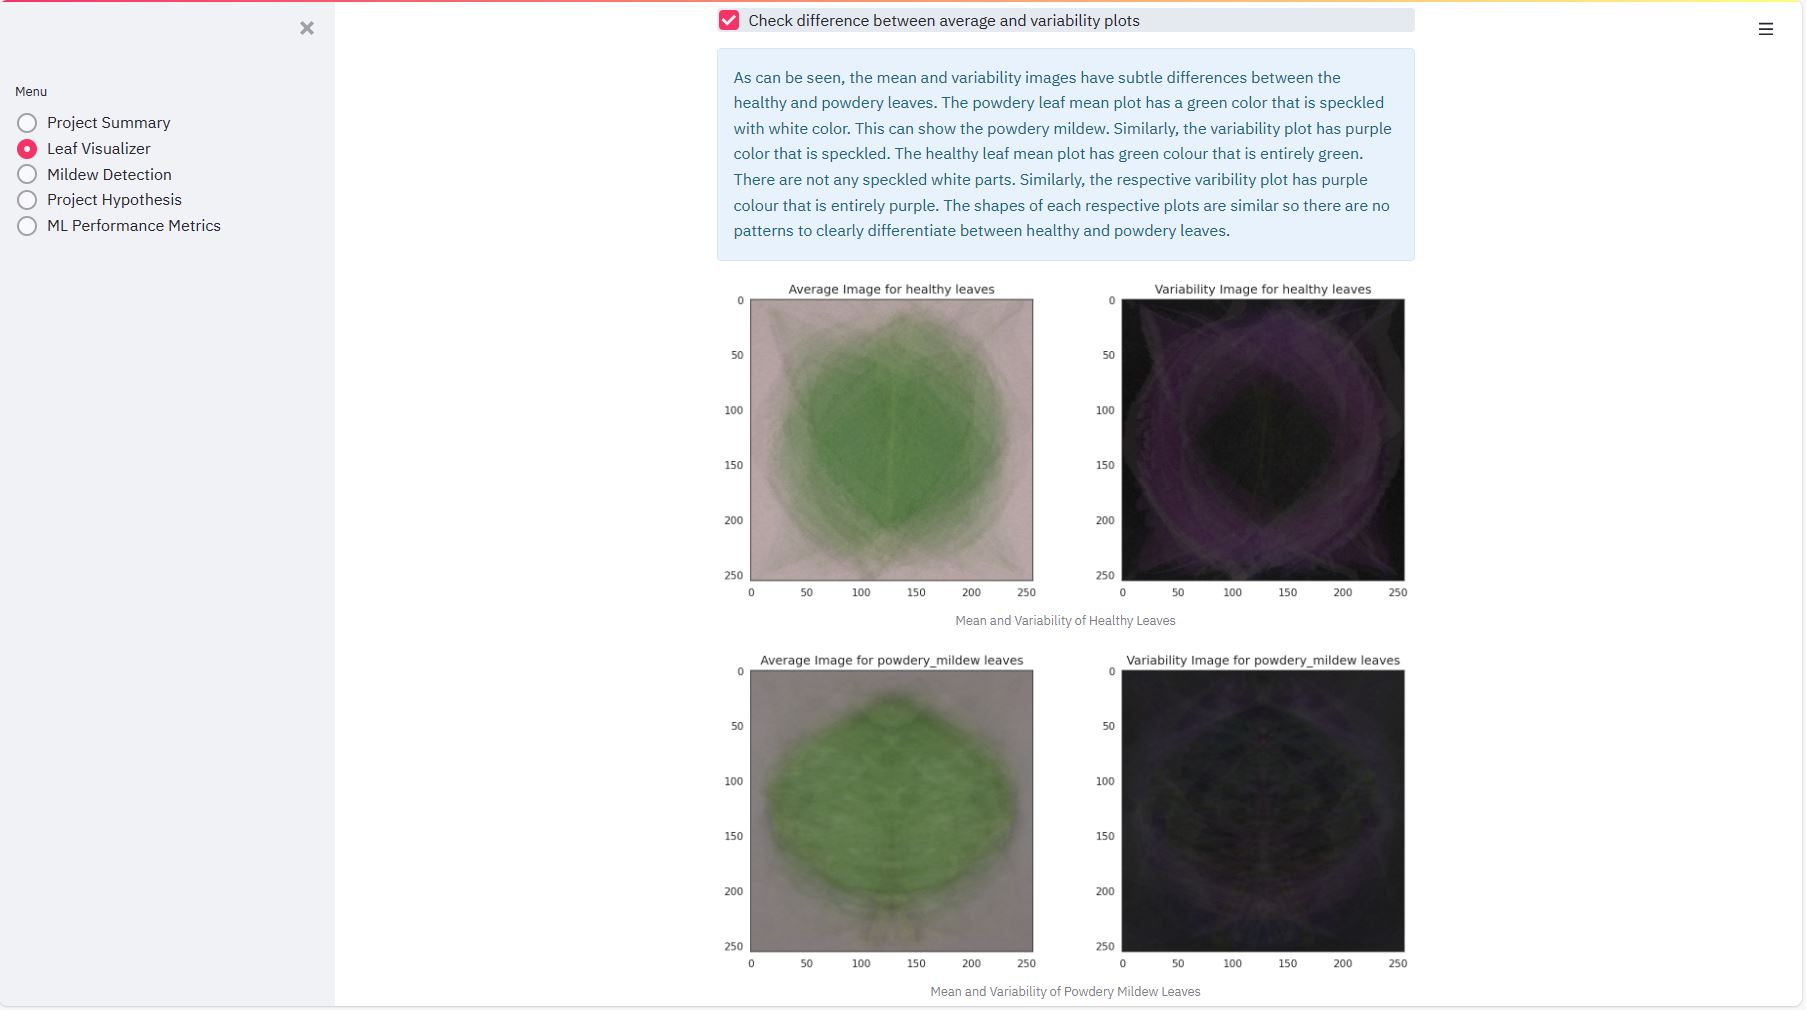 Menu
Project Summary
Leaf Visualizer
Mildew Detection
Project Hypothesis
ML Performance Metrics
Check difference between average and variability plots
As can be seen, the mean and variability images have subtle differences between the
healthy and powdery leaves. The powdery leaf mean plot has a green color that is speckled
with white color. This can show the powdery mildew. Similarly, the variability plot has purple
color that is speckled. The healthy leaf mean plot has green colour that is entirely green.
There are not any speckled white parts. Similarly, the respective varibility plot has purple
colour that is entirely purple. The shapes of each respective plots are similar so there are no
patterns to clearly differentiate between healthy and powdery leaves.
Average Image for healthy leaves
0
50
100
150
200
250
0 50 100 150 200 250
Variability Image for healthy leaves
0
50
100
150
200
250
0 50 100 150 200 250
Mean and Variability of Healthy Leaves
Average Image for powdery_mildew leaves
0
50
100
150
200
250
0 50 100 150 200 250
Variability Image for powdery_mildew leaves
0
50
100
150
200
250
0 50 100 150 200 250
Mean and Variability of Powdery Mildew Leaves